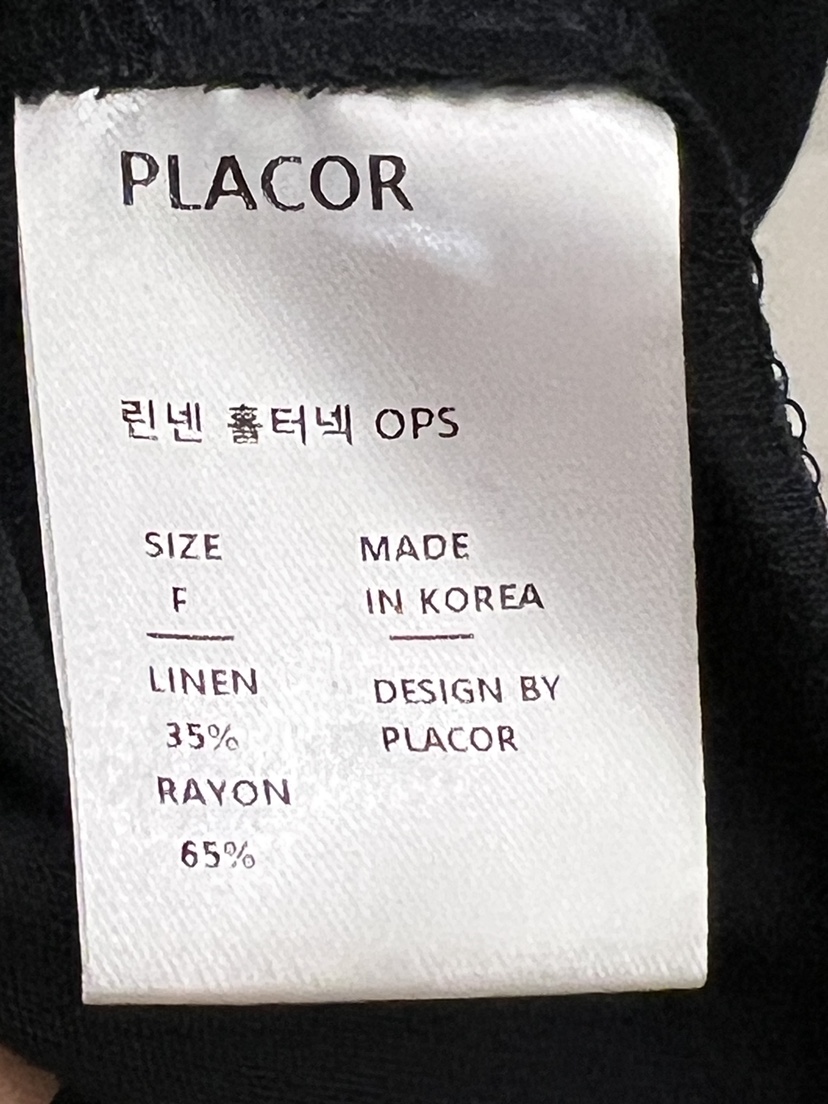 PLACOR
린넨 홀터넥 OPS
SIZE
F
MADE
IN KOREA
LINEN
35%
RAYON
65%
DESIGN BY
PLACOR